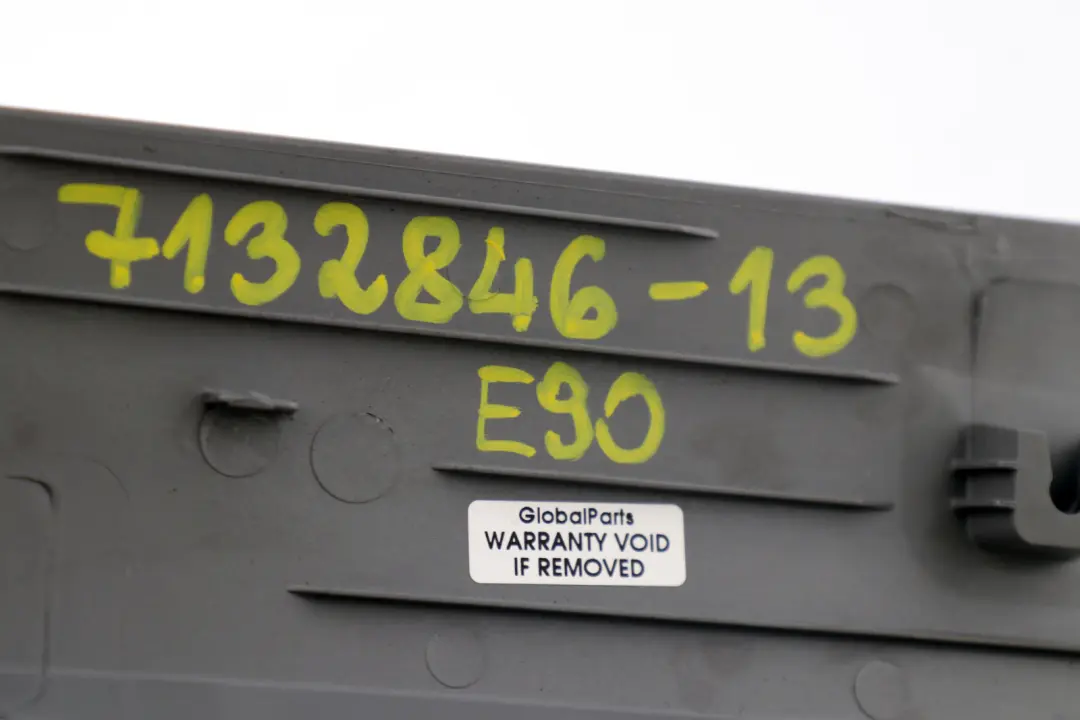 7132846-13
E90
GlobalParts
WARRANTY VOID
IF REMOVED